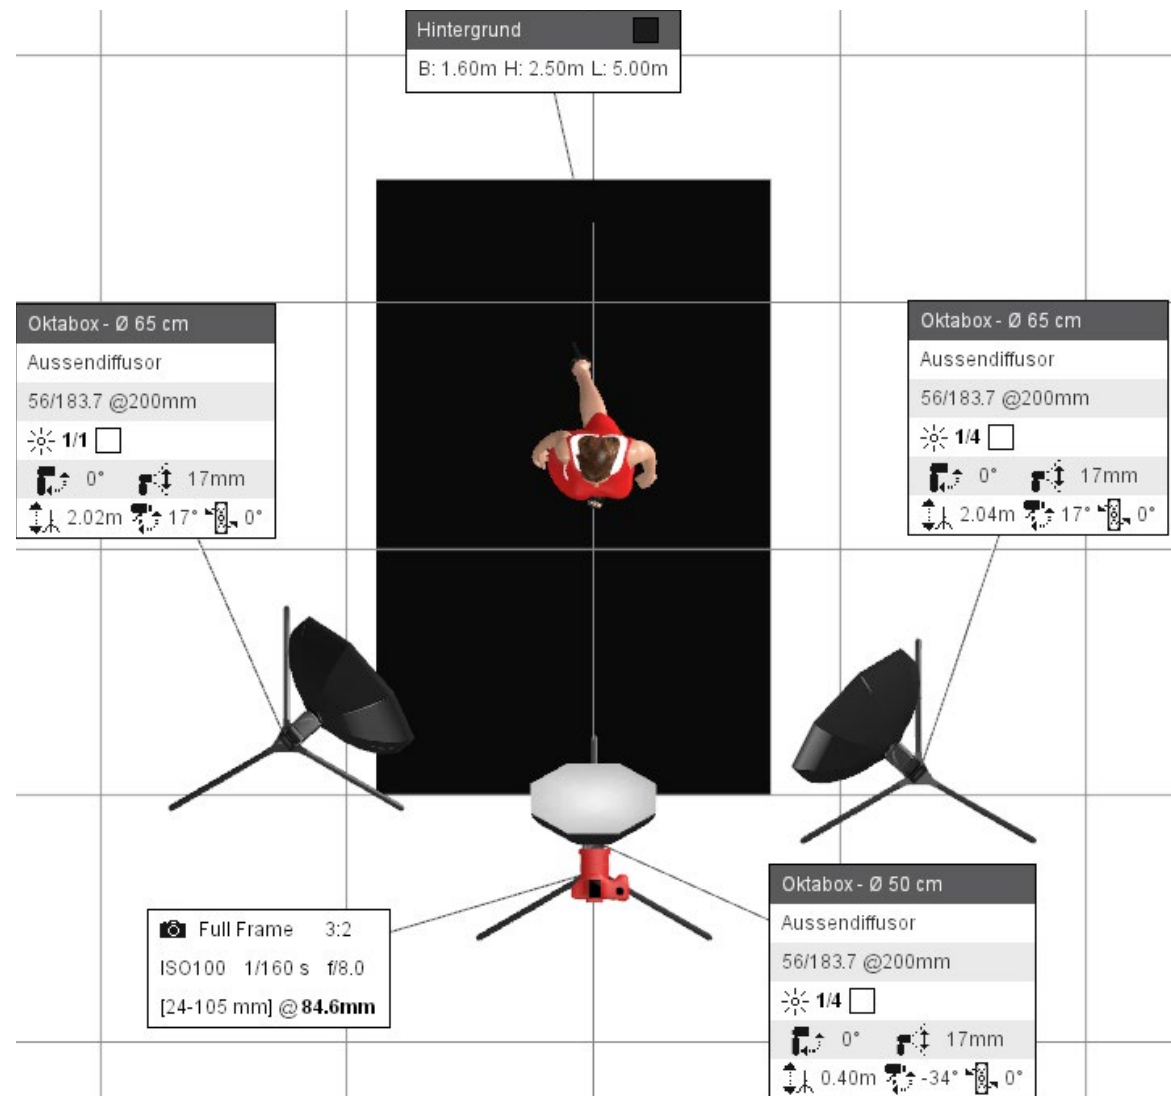 Hintergrund
B: 1.60m H: 2.50m L: 5.00m
Oktabox - Ø 65 cm
Aussendiffusor
56/183.7 @200mm
1/1
0° 17mm
2.02m 17° 0°
Oktabox - Ø 65 cm
Aussendiffusor
56/183.7 @200mm
1/4
0° 17mm
2.04m 17° 0°
Full Frame 3:2
ISO100 1/160 s f/8.0
[24-105 mm] @ 84.6mm
Oktabox - Ø 50 cm
Aussendiffusor
56/183.7 @200mm
1/4
0° 17mm
0.40m -34° 0°